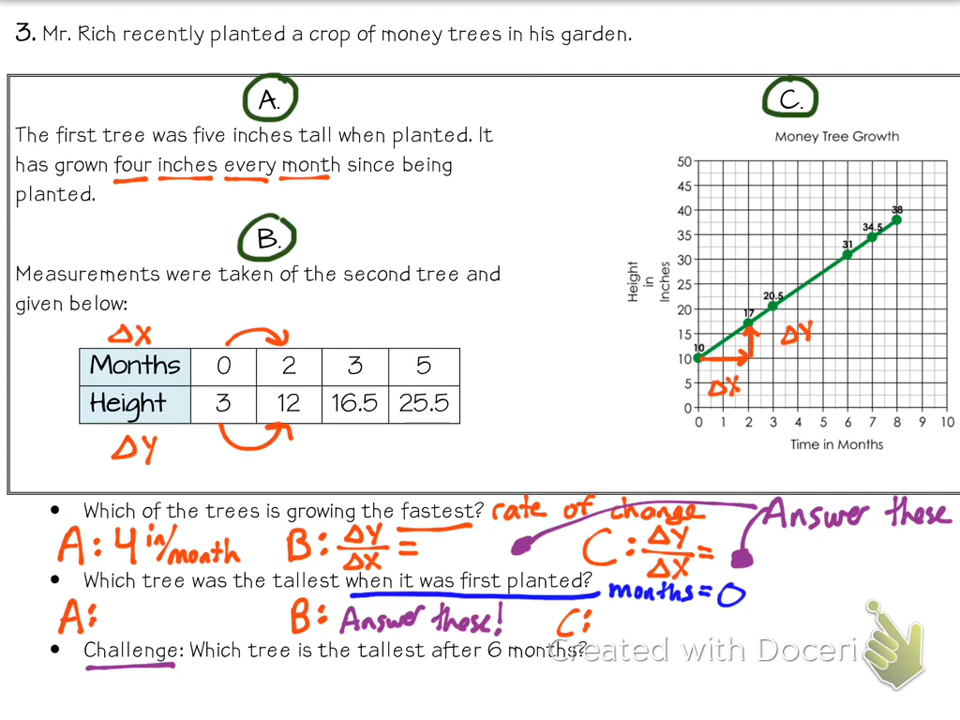 3. Mr. Rich recently planted a crop of money trees in his garden.
A.
The first tree was five inches tall when planted. It
has grown four inches every month since being
planted.
B.
Measurements were taken of the second tree and
given below:
ΔX
Months 0 2 3 5
Height 3 12 16.5 25.5
ΔY
C.
Money Tree Growth
Height
in
Inches
50
45
40
35
30
25
20
15
10
5
0
10
17
20.5
31
34.5
38
ΔY
ΔX
0 1 2 3 4 5 6 7 8 9 10
Time in Months
• Which of the trees is growing the fastest? rate of change
Answer these
A: 4 in/month B: ΔY/ΔX = C: ΔY/ΔX =
• Which tree was the tallest when it was first planted? months = 0
A: B: Answer these! C:
• Challenge: Which tree is the tallest after 6 months?
Created with Doceri